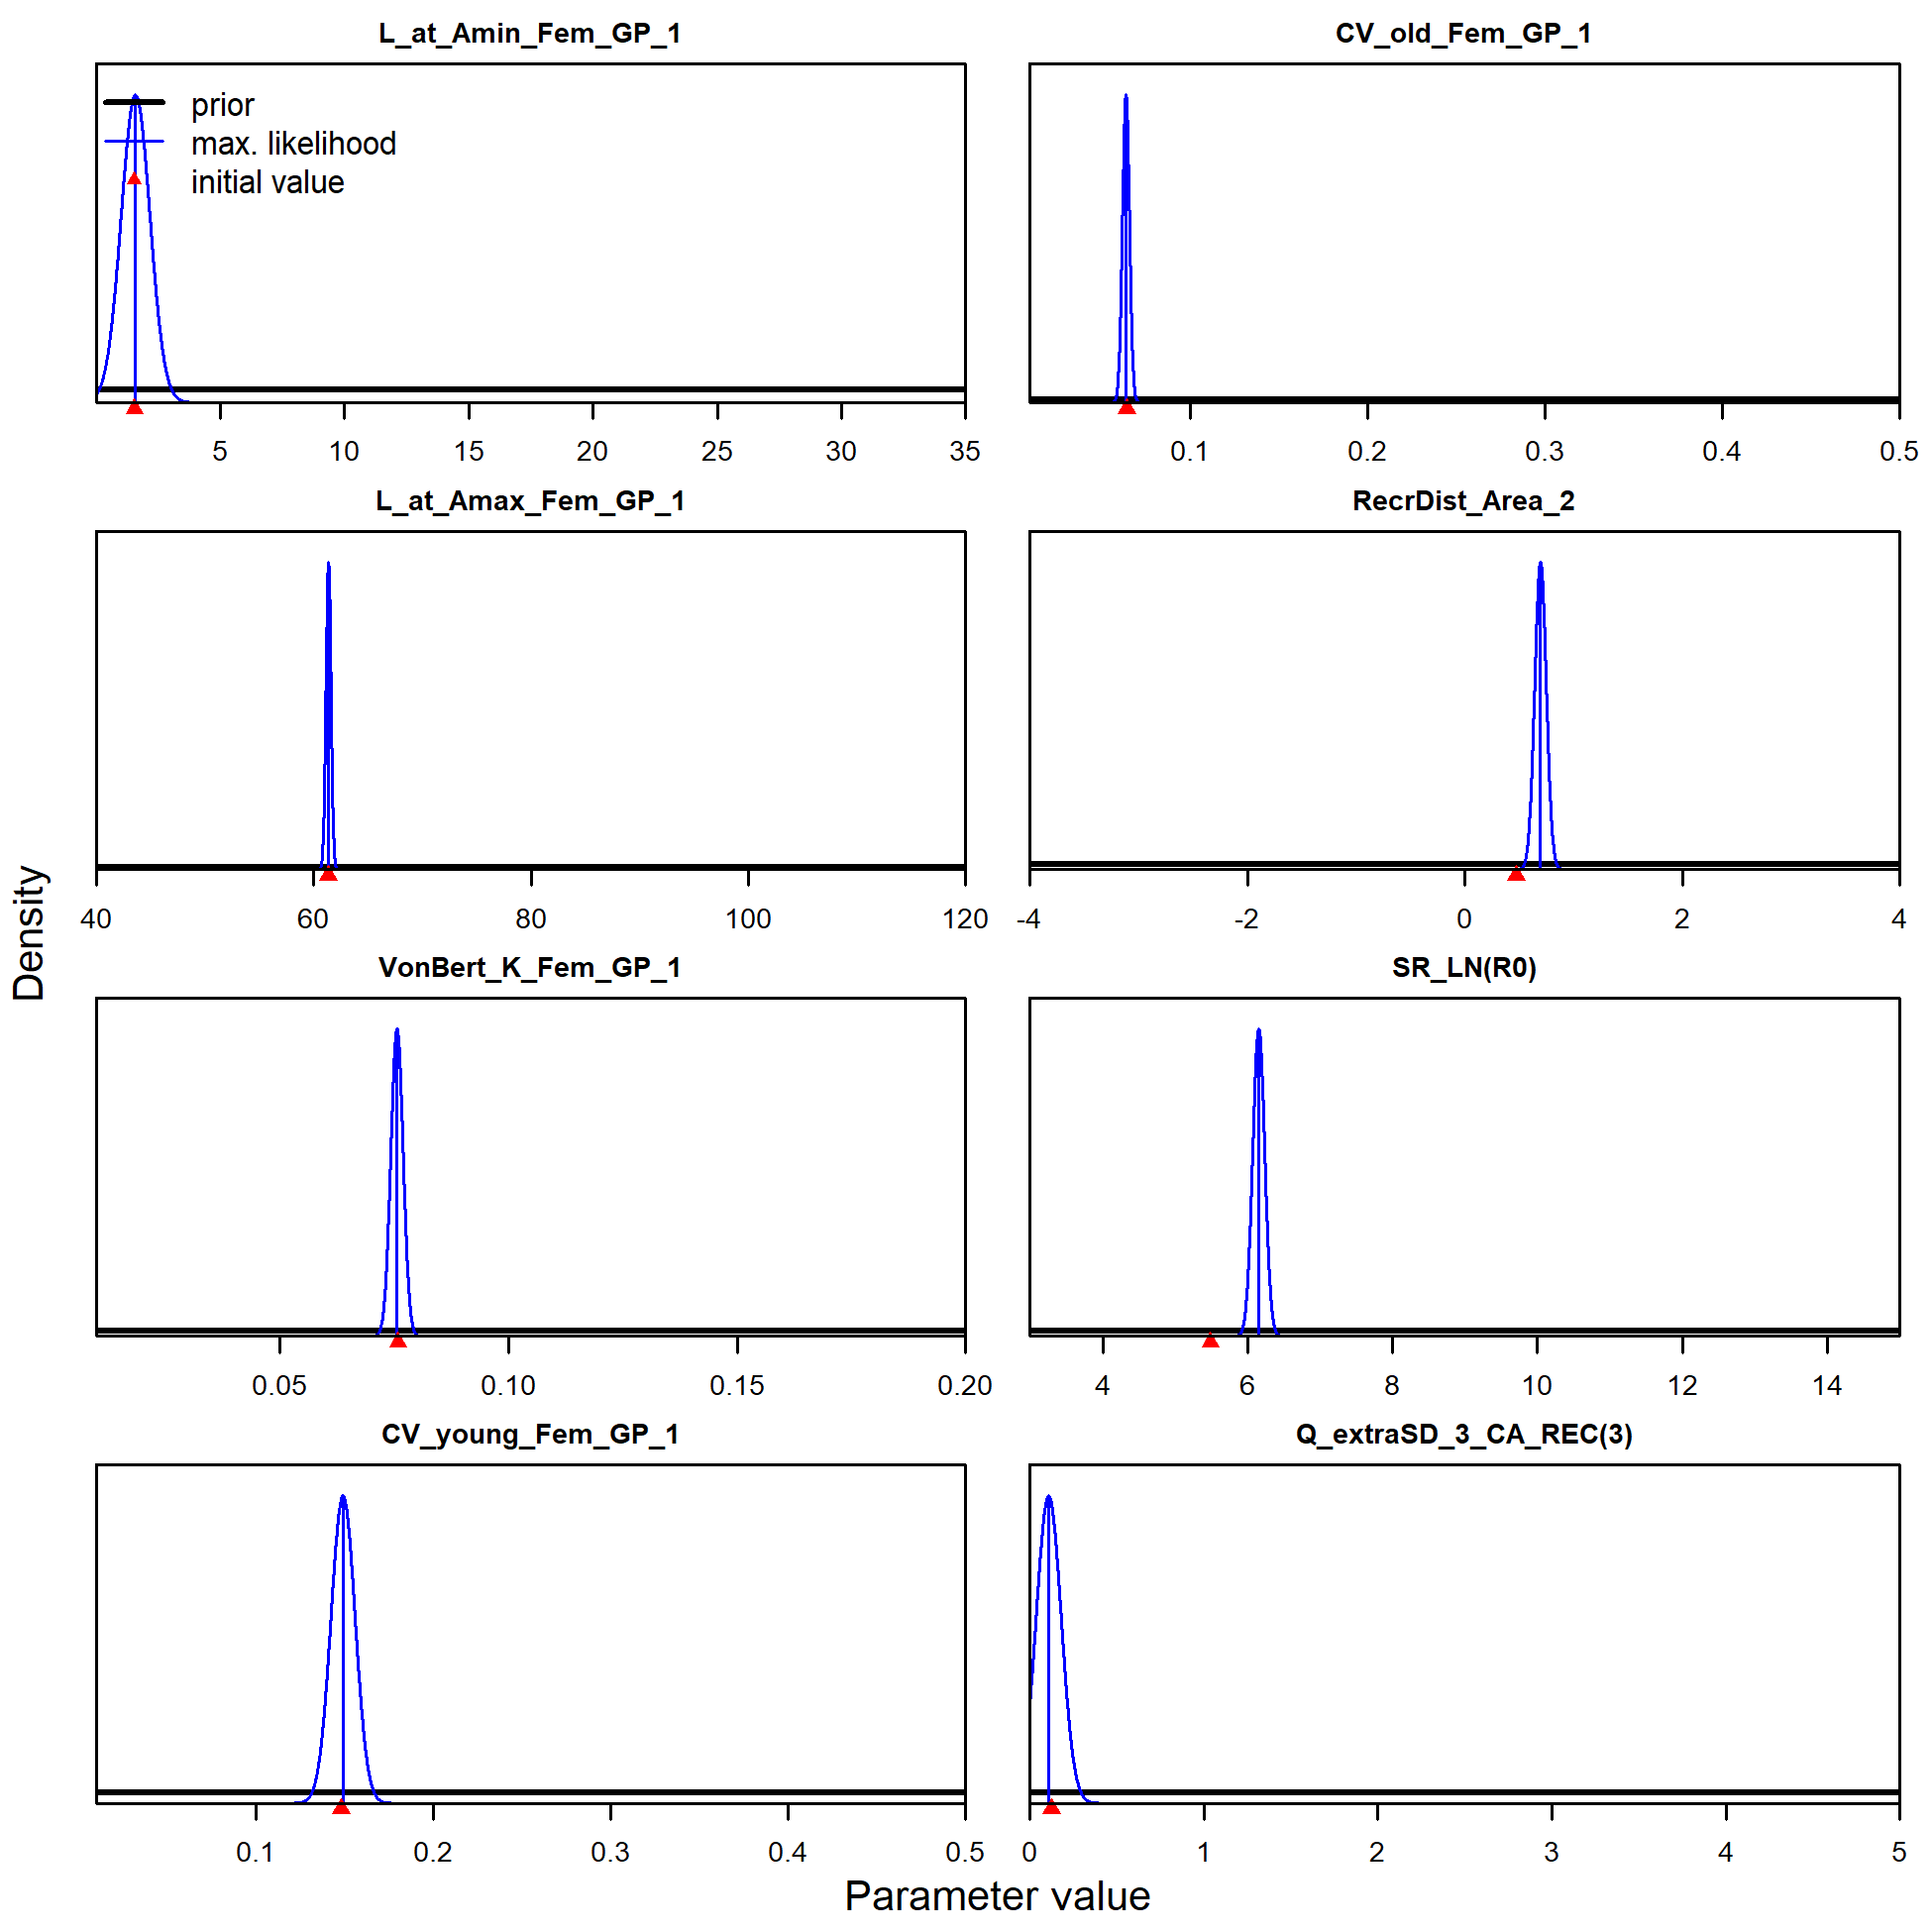 L_at_Amin_Fem_GP_1
prior
max. likelihood
initial value
5 10 15 20 25 30 35
CV_old_Fem_GP_1
0.1 0.2 0.3 0.4 0.5
L_at_Amax_Fem_GP_1
40 60 80 100 120
RecrDist_Area_2
-4 -2 0 2 4
VonBert_K_Fem_GP_1
0.05 0.10 0.15 0.20
SR_LN(R0)
4 6 8 10 12 14
CV_young_Fem_GP_1
0.1 0.2 0.3 0.4 0.5
Q_extraSD_3_CA_REC(3)
0 1 2 3 4 5
Density
Parameter value